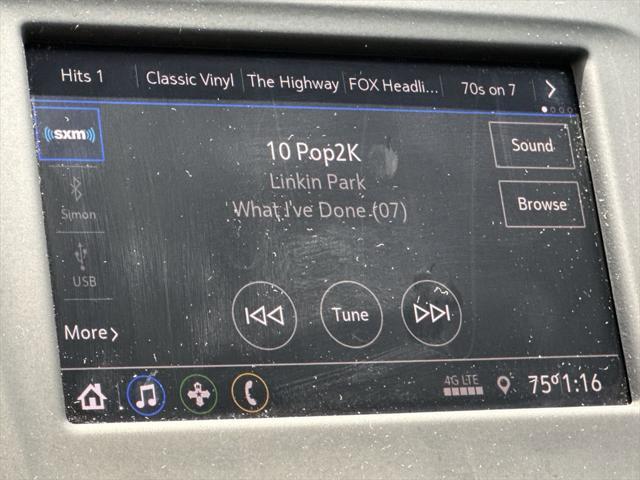 Hits 1 Classic Vinyl The Highway FOX Headli... 70s on 7
sxm
10 Pop2K
Sound
Linkin Park
Simon
What I've Done (07)
Browse
USB
Tune
More
4G LTE
75° 1:16